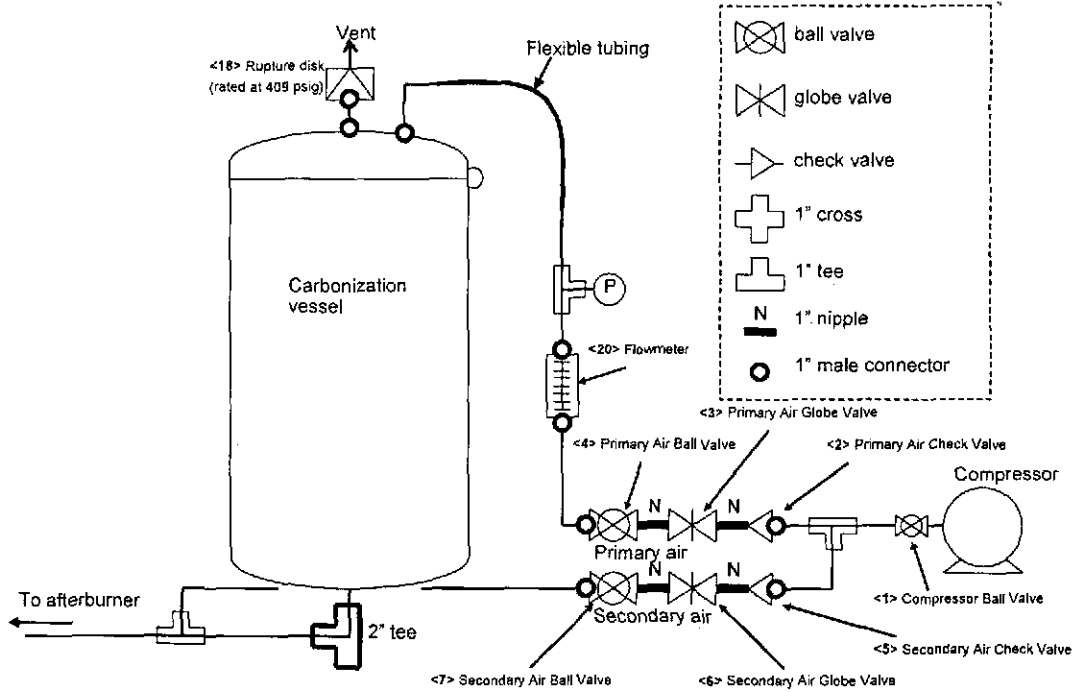 Vent
<18> Rupture disk
(rated at 409 psig)
Flexible tubing
ball valve
globe valve
check valve
1" cross
1" tee
N
1" nipple
1" male connector
Carbonization
vessel
P
<20> Flowmeter
<3> Primary Air Globe Valve
<4> Primary Air Ball Valve
<2> Primary Air Check Valve
Compressor
N
N
Primary air
N
N
Secondary air
<1> Compressor Ball Valve
To afterburner
2" tee
<5> Secondary Air Check Valve
<7> Secondary Air Ball Valve
<6> Secondary Air Globe Valve